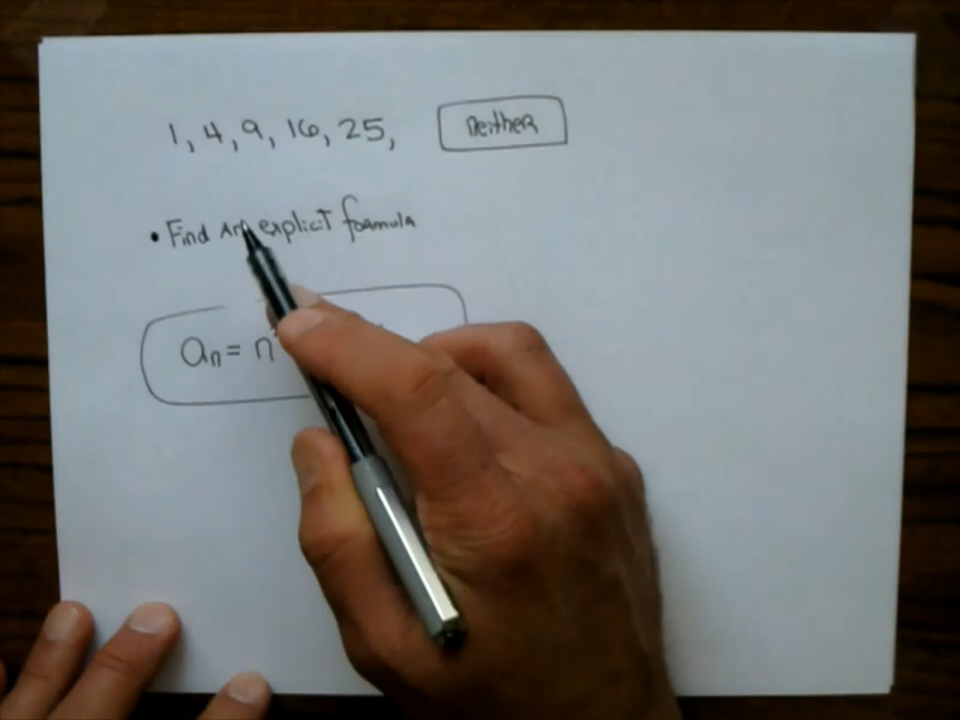 1, 4, 9, 16, 25, neither
• Find an explicit formula
aₙ = n